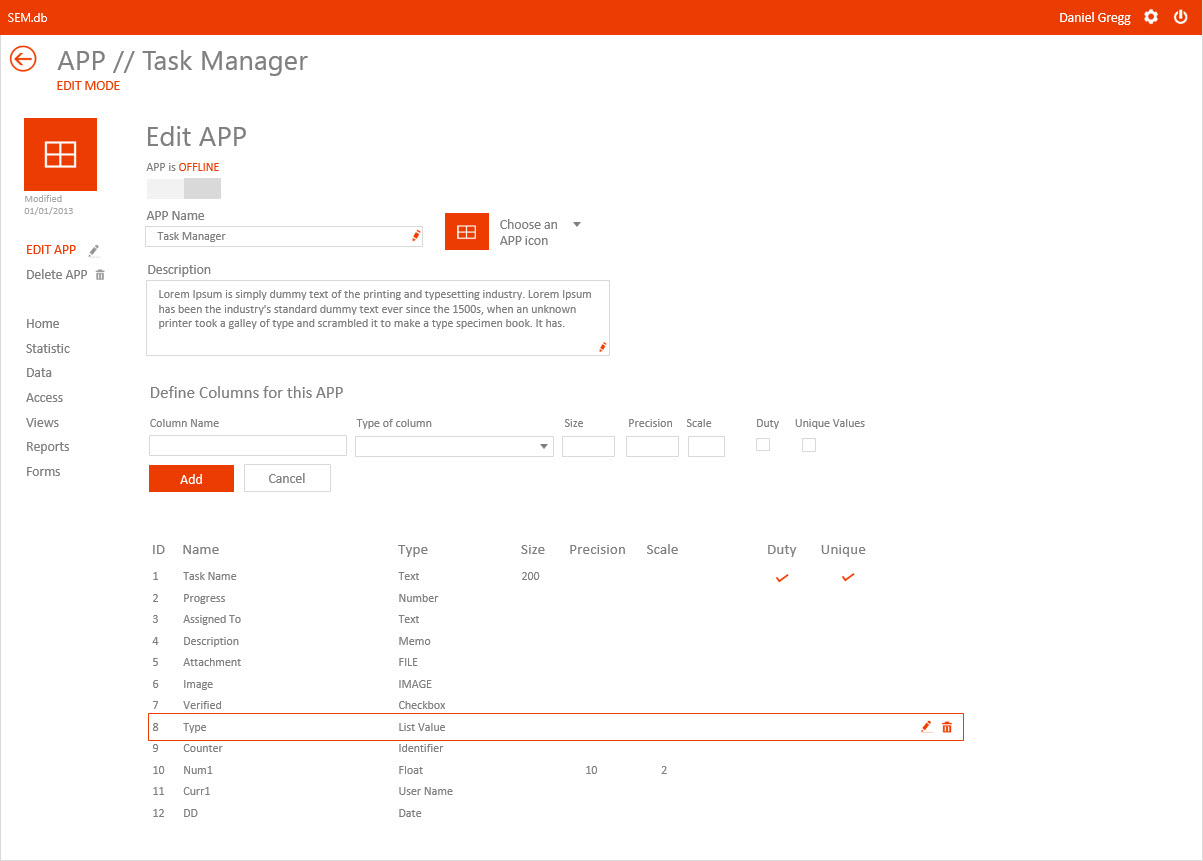 SEM.db
Daniel Gregg
APP // Task Manager
EDIT MODE
Modified
01/01/2013
EDIT APP
Delete APP
Home
Statistic
Data
Access
Views
Reports
Forms
Edit APP
APP is OFFLINE
APP Name
Task Manager
Choose an
APP icon
Description
Lorem Ipsum is simply dummy text of the printing and typesetting industry. Lorem Ipsum
has been the industry's standard dummy text ever since the 1500s, when an unknown
printer took a galley of type and scrambled it to make a type specimen book. It has.
Define Columns for this APP
Column Name Type of column Size Precision Scale Duty Unique Values
Add Cancel
ID Name Type Size Precision Scale Duty Unique
1 Task Name Text 200
2 Progress Number
3 Assigned To Text
4 Description Memo
5 Attachment FILE
6 Image IMAGE
7 Verified Checkbox
8 Type List Value
9 Counter Identifier
10 Num1 Float 10 2
11 Curr1 User Name
12 DD Date